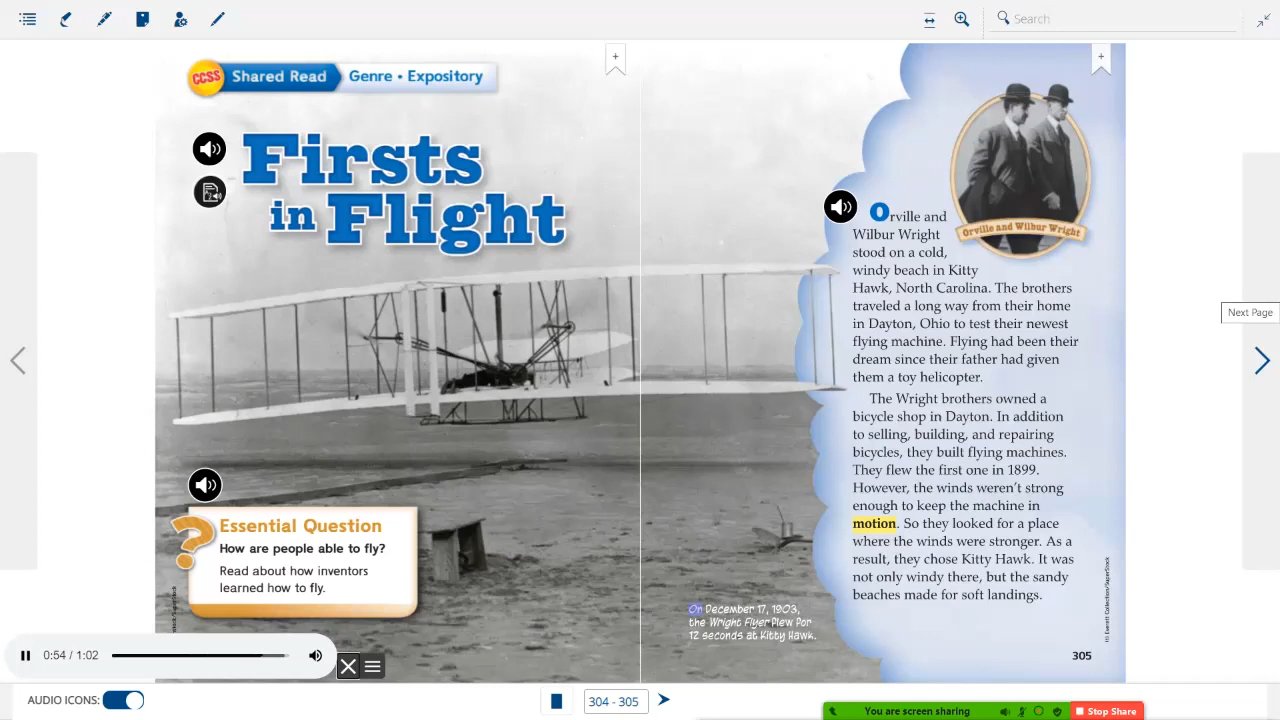 Search
CCSS Shared Read Genre • Expository
Firsts
in Flight
Orville and Wilbur Wright
Orville and
Wilbur Wright
stood on a cold,
windy beach in Kitty
Hawk, North Carolina. The brothers
traveled a long way from their home
in Dayton, Ohio to test their newest
flying machine. Flying had been their
dream since their father had given
them a toy helicopter.
The Wright brothers owned a
bicycle shop in Dayton. In addition
to selling, building, and repairing
bicycles, they built flying machines.
They flew the first one in 1899.
However, the winds weren't strong
enough to keep the machine in
motion. So they looked for a place
where the winds were stronger. As a
result, they chose Kitty Hawk. It was
not only windy there, but the sandy
beaches made for soft landings.
Next Page
? Essential Question
How are people able to fly?
Read about how inventors
learned how to fly.
On December 17, 1903,
the Wright Flyer flew for
12 seconds at Kitty Hawk.
(t) Everett Collection/SuperStock
305
0:54 / 1:02
AUDIO ICONS:
304 - 305
You are screen sharing
Stop Share